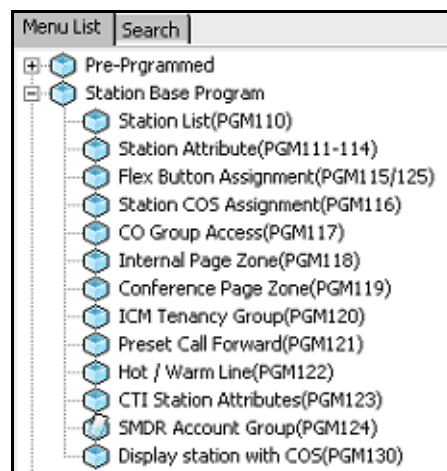 Menu List Search
Pre-Prgrammed
Station Base Program
Station List(PGM110)
Station Attribute(PGM111-114)
Flex Button Assignment(PGM115/125)
Station COS Assignment(PGM116)
CO Group Access(PGM117)
Internal Page Zone(PGM118)
Conference Page Zone(PGM119)
ICM Tenancy Group(PGM120)
Preset Call Forward(PGM121)
Hot / Warm Line(PGM122)
CTI Station Attributes(PGM123)
SMDR Account Group(PGM124)
Display station with COS(PGM130)